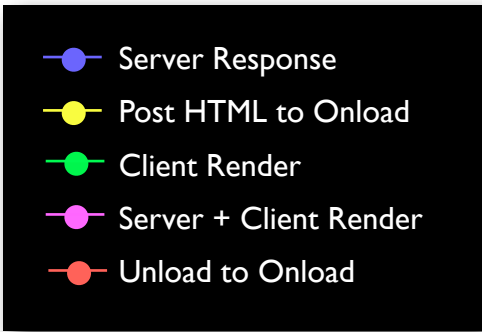 Server Response
Post HTML to Onload
Client Render
Server + Client Render
Unload to Onload